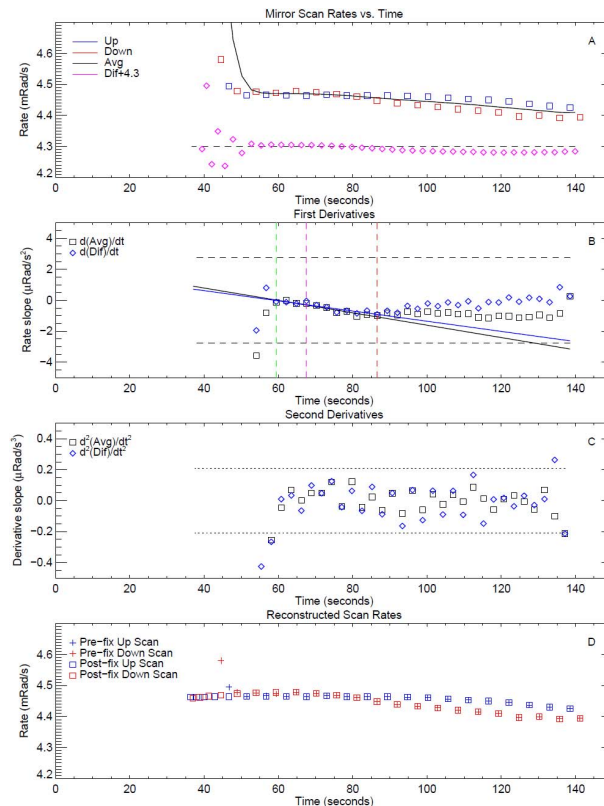 Mirror Scan Rates vs. Time
A
Up
Down
Avg
Dif+4.3
Rate (mRad/s)
4.6
4.5
4.4
4.3
4.2
0 20 40 60 80 100 120 140
Time (seconds)
First Derivatives
B
d(Avg)/dt
d(Dif)/dt
Rate slope (μRad/s²)
4
2
0
−2
−4
0 20 40 60 80 100 120 140
Time (seconds)
Second Derivatives
C
d²(Avg)/dt²
d²(Dif)/dt²
Derivative slope (μRad/s³)
0.4
0.2
0.0
−0.2
−0.4
0 20 40 60 80 100 120 140
Time (seconds)
Reconstructed Scan Rates
D
Pre-fix Up Scan
Pre-fix Down Scan
Post-fix Up Scan
Post-fix Down Scan
Rate (mRad/s)
4.6
4.5
4.4
4.3
4.2
0 20 40 60 80 100 120 140
Time (seconds)